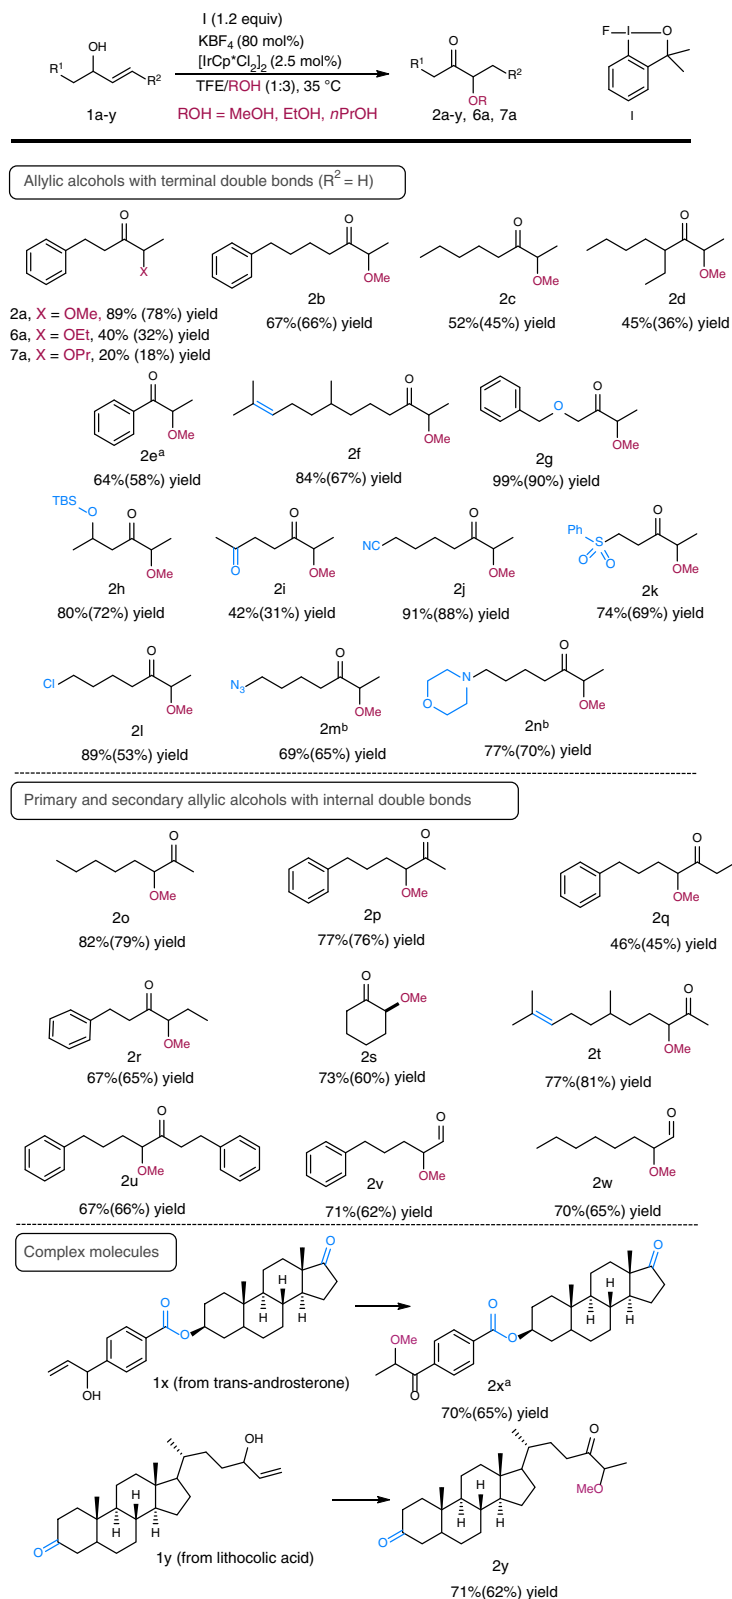 I (1.2 equiv)
KBF4 (80 mol%)
[IrCp*Cl2]2 (2.5 mol%)
TFE/ROH (1:3), 35 °C
ROH = MeOH, EtOH, nPrOH
OH
R1
R2
1a-y
O
R1
R2
OR
2a-y, 6a, 7a
F
I
O
I
Allylic alcohols with terminal double bonds (R2 = H)
O
X
2a, X = OMe, 89% (78%) yield
6a, X = OEt, 40% (32%) yield
7a, X = OPr, 20% (18%) yield
O
OMe
2b
67%(66%) yield
O
OMe
2c
52%(45%) yield
O
OMe
2d
45%(36%) yield
O
OMe
2ea
64%(58%) yield
O
OMe
2f
84%(67%) yield
O
O
OMe
2g
99%(90%) yield
TBS
O
O
OMe
2h
80%(72%) yield
O
O
OMe
2i
42%(31%) yield
NC
O
OMe
2j
91%(88%) yield
Ph
S
O
O
O
OMe
2k
74%(69%) yield
Cl
O
OMe
2l
89%(53%) yield
N3
O
OMe
2mb
69%(65%) yield
N
O
O
OMe
2nb
77%(70%) yield
Primary and secondary allylic alcohols with internal double bonds
O
OMe
2o
82%(79%) yield
O
OMe
2p
77%(76%) yield
O
OMe
2q
46%(45%) yield
O
OMe
2r
67%(65%) yield
O
OMe
2s
73%(60%) yield
O
OMe
2t
77%(81%) yield
O
OMe
2u
67%(66%) yield
O
OMe
2v
71%(62%) yield
O
OMe
2w
70%(65%) yield
Complex molecules
O
H
H
H
O
O
OH
1x (from trans-androsterone)
O
H
H
H
O
O
OMe
O
2xa
70%(65%) yield
OH
H
H
H
O
1y (from lithocolic acid)
O
MeO
H
H
H
O
2y
71%(62%) yield